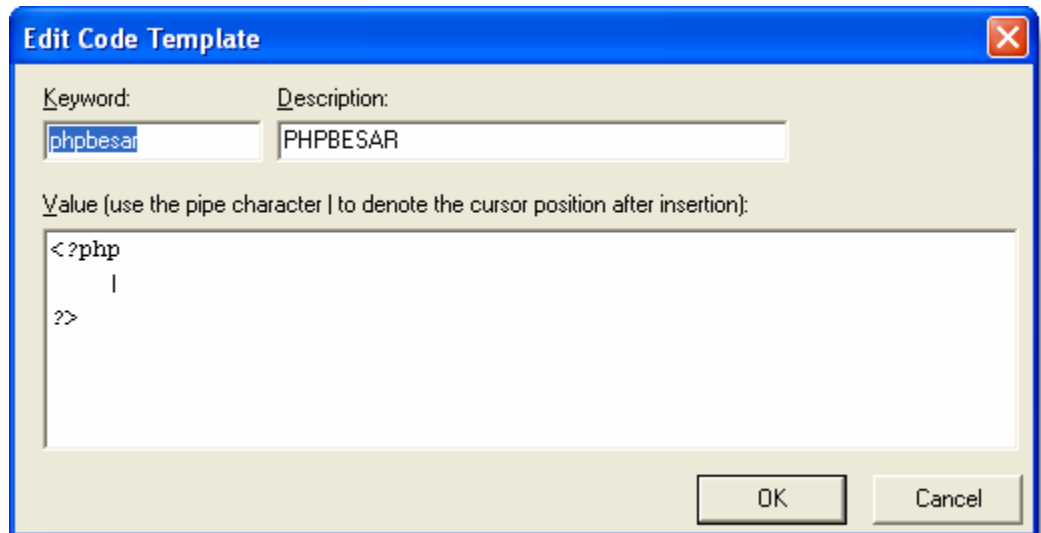 Edit Code Template
Keyword: Description:
phpbesar PHPBESAR
Value (use the pipe character | to denote the cursor position after insertion):
<?php
|
?>
OK Cancel